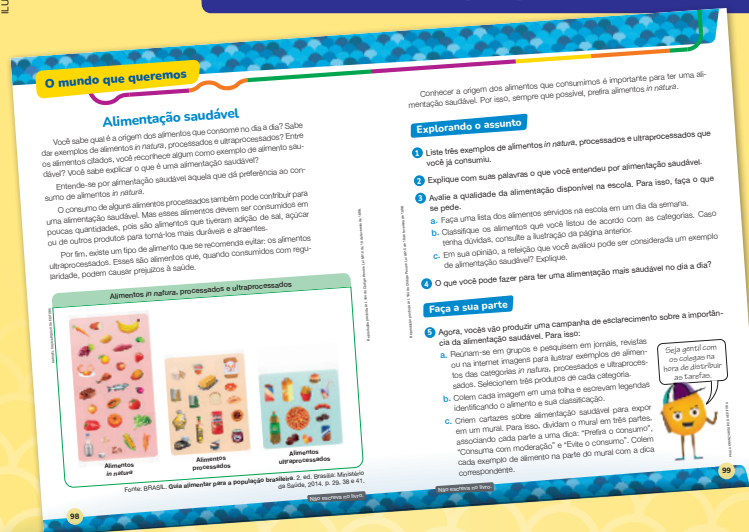 ILU
O mundo que queremos
Alimentação saudável
Você sabe qual é a origem dos alimentos que consome no dia a dia? Sabe
dar exemplos de alimentos in natura, processados e ultraprocessados? Entre
os alimentos citados, você reconhece algum como exemplo de alimento sau-
dável? Você sabe explicar o que é uma alimentação saudável?
Entende-se por alimentação saudável aquela que dá preferência ao con-
sumo de alimentos in natura.
O consumo de alguns alimentos processados também pode contribuir para
uma alimentação saudável. Mas esses alimentos devem ser consumidos em
poucas quantidades, pois são alimentos que tiveram adição de sal, açúcar
ou de outros produtos para torná-los mais duráveis e atraentes.
Por fim, existe um tipo de alimento que se recomenda evitar: os alimentos
ultraprocessados. Esses são alimentos que, quando consumidos com regu-
laridade, podem causar prejuízos à saúde.
Alimentos in natura, processados e ultraprocessados
Alimentos
in natura
Alimentos
processados
Alimentos
ultraprocessados
Fonte: BRASIL. Guia alimentar para a população brasileira. 2. ed. Brasília: Ministério
da Saúde, 2014. p. 29, 38 e 41.
Não escreva no livro.
98
Conhecer a origem dos alimentos que consumimos é importante para ter uma ali-
mentação saudável. Por isso, sempre que possível, prefira alimentos in natura.
Explorando o assunto
1 Liste três exemplos de alimentos in natura, processados e ultraprocessados que
você já consumiu.
2 Explique com suas palavras o que você entendeu por alimentação saudável.
3 Avalie a qualidade da alimentação disponível na escola. Para isso, faça o que
se pede.
a. Faça uma lista dos alimentos servidos na escola em um dia da semana.
b. Classifique os alimentos que você listou de acordo com as categorias. Caso
tenha dúvidas, consulte a ilustração da página anterior.
c. Em sua opinião, a refeição que você avaliou pode ser considerada um exemplo
de alimentação saudável? Explique.
4 O que você pode fazer para ter uma alimentação mais saudável no dia a dia?
Faça a sua parte
5 Agora, vocês vão produzir uma campanha de esclarecimento sobre a importân-
cia da alimentação saudável. Para isso:
a. Reúnam-se em grupos e pesquisem em jornais, revistas
ou na internet imagens para ilustrar exemplos de alimen-
tos das categorias in natura, processados e ultraproces-
sados. Selecionem três produtos de cada categoria.
b. Colem cada imagem em uma folha e escrevam legendas
identificando o alimento e sua classificação.
c. Criem cartazes sobre alimentação saudável para expor
em um mural. Para isso, dividam o mural em três partes,
associando cada parte a uma dica: "Prefira o consumo",
"Consuma com moderação" e "Evite o consumo". Colem
cada exemplo de alimento na parte do mural com a dica
correspondente.
Seja gentil com
os colegas na
hora de distribuir
as tarefas.
Não escreva no livro.
99